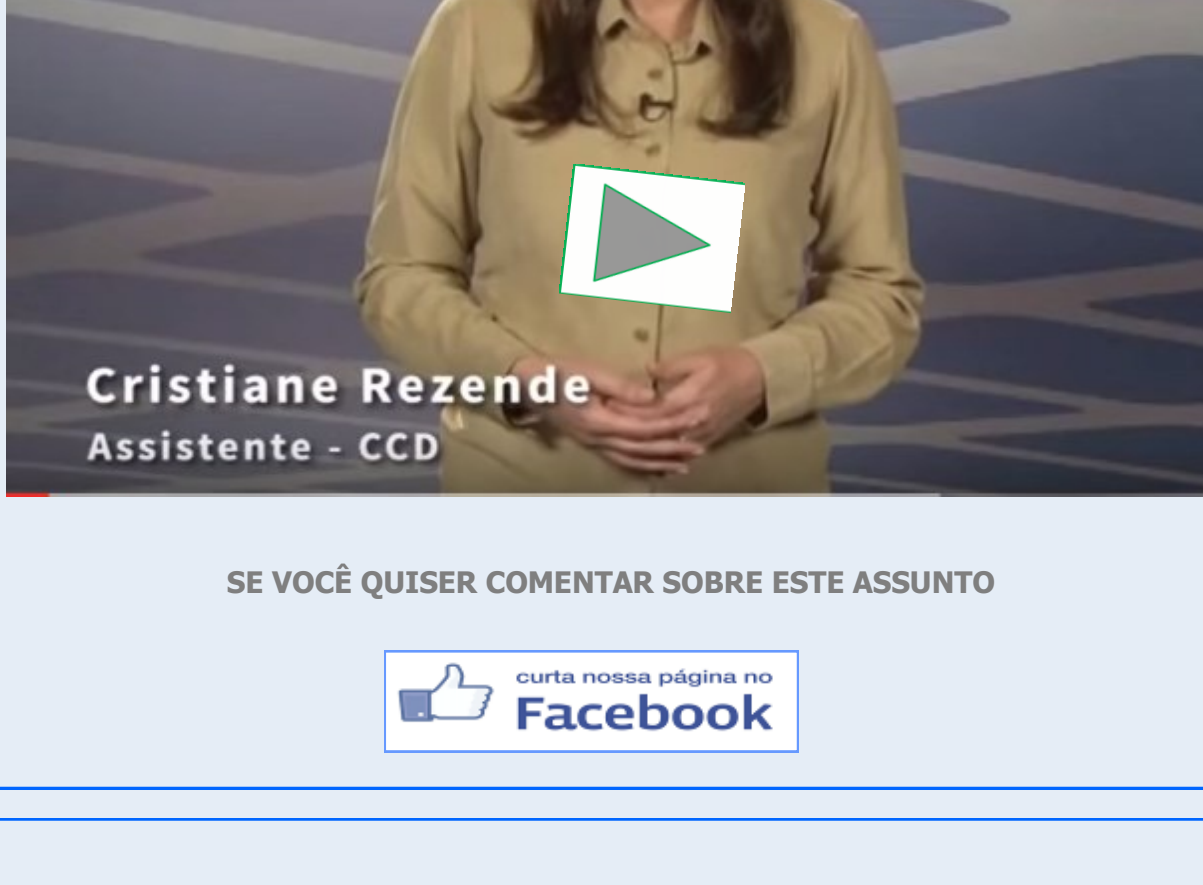 Cristiane Rezende
Assistente - CCD
SE VOCÊ QUISER COMENTAR SOBRE ESTE ASSUNTO
curta nossa página no
Facebook